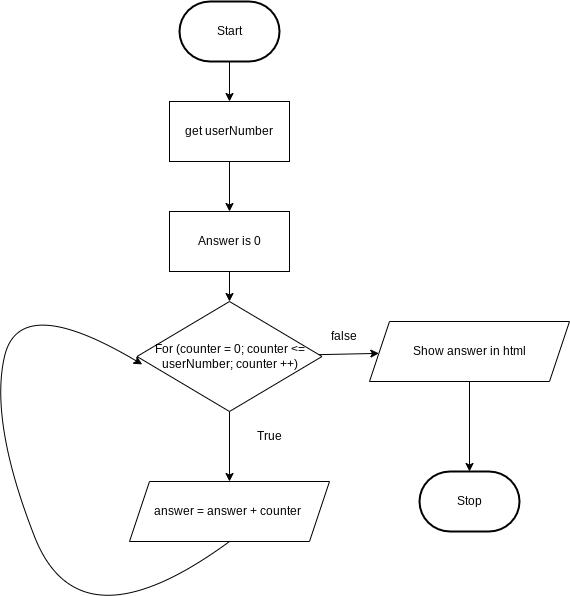 Start
get userNumber
Answer is 0
For (counter = 0; counter <=
userNumber; counter ++)
false
Show answer in html
True
answer = answer + counter
Stop